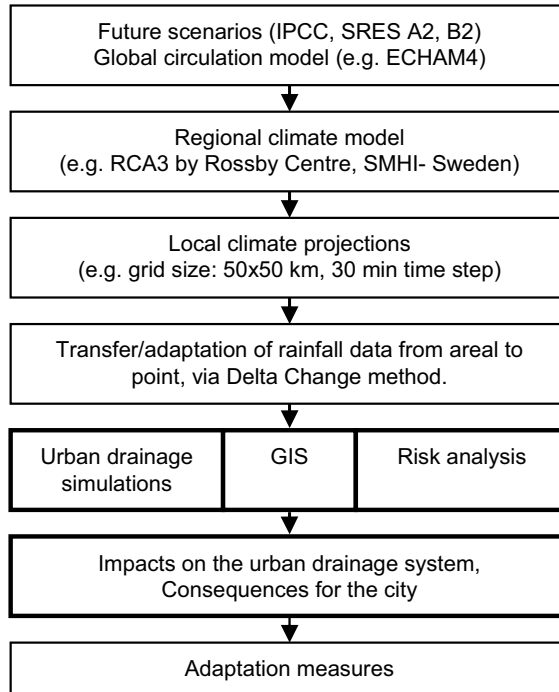 Future scenarios (IPCC, SRES A2, B2)
Global circulation model (e.g. ECHAM4)
Regional climate model
(e.g. RCA3 by Rossby Centre, SMHI- Sweden)
Local climate projections
(e.g. grid size: 50x50 km, 30 min time step)
Transfer/adaptation of rainfall data from areal to
point, via Delta Change method.
Urban drainage
simulations
GIS
Risk analysis
Impacts on the urban drainage system,
Consequences for the city
Adaptation measures